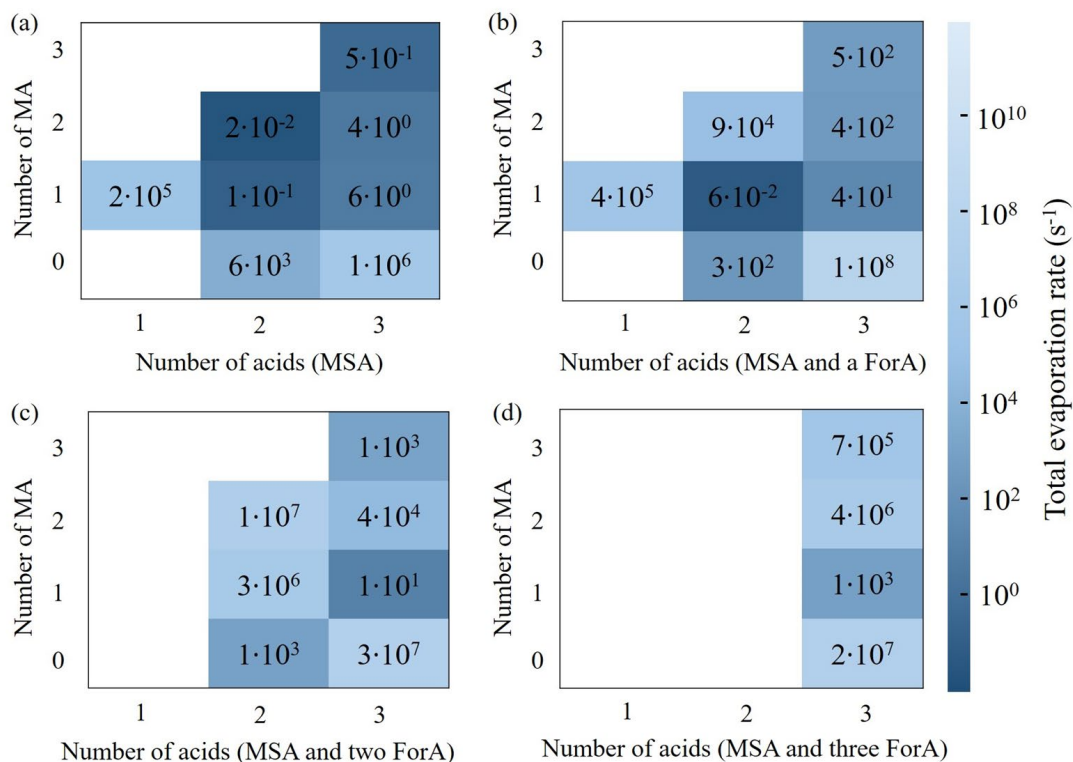 (a)
Number of MA
3
5·10⁻¹
2
2·10⁻² 4·10⁰
1
2·10⁵ 1·10⁻¹ 6·10⁰
0
6·10³ 1·10⁶
1 2 3
Number of acids (MSA)
(b)
Number of MA
3
5·10²
2
9·10⁴ 4·10²
1
4·10⁵ 6·10⁻² 4·10¹
0
3·10² 1·10⁸
1 2 3
Number of acids (MSA and a ForA)
(c)
Number of MA
3
1·10³
2
1·10⁷ 4·10⁴
1
3·10⁶ 1·10¹
0
1·10³ 3·10⁷
1 2 3
Number of acids (MSA and two ForA)
(d)
Number of MA
3
7·10⁵
2
4·10⁶
1
1·10³
0
2·10⁷
1 2 3
Number of acids (MSA and three ForA)
10¹⁰
10⁸
10⁶
10⁴
10²
10⁰
Total evaporation rate (s⁻¹)